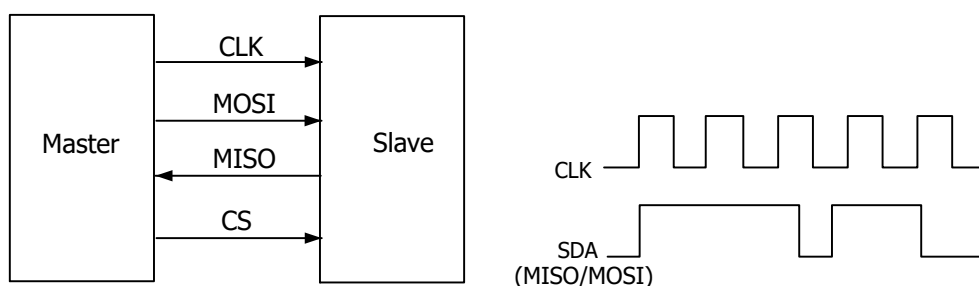 Master
CLK
MOSI
MISO
CS
Slave
CLK
SDA
(MISO/MOSI)